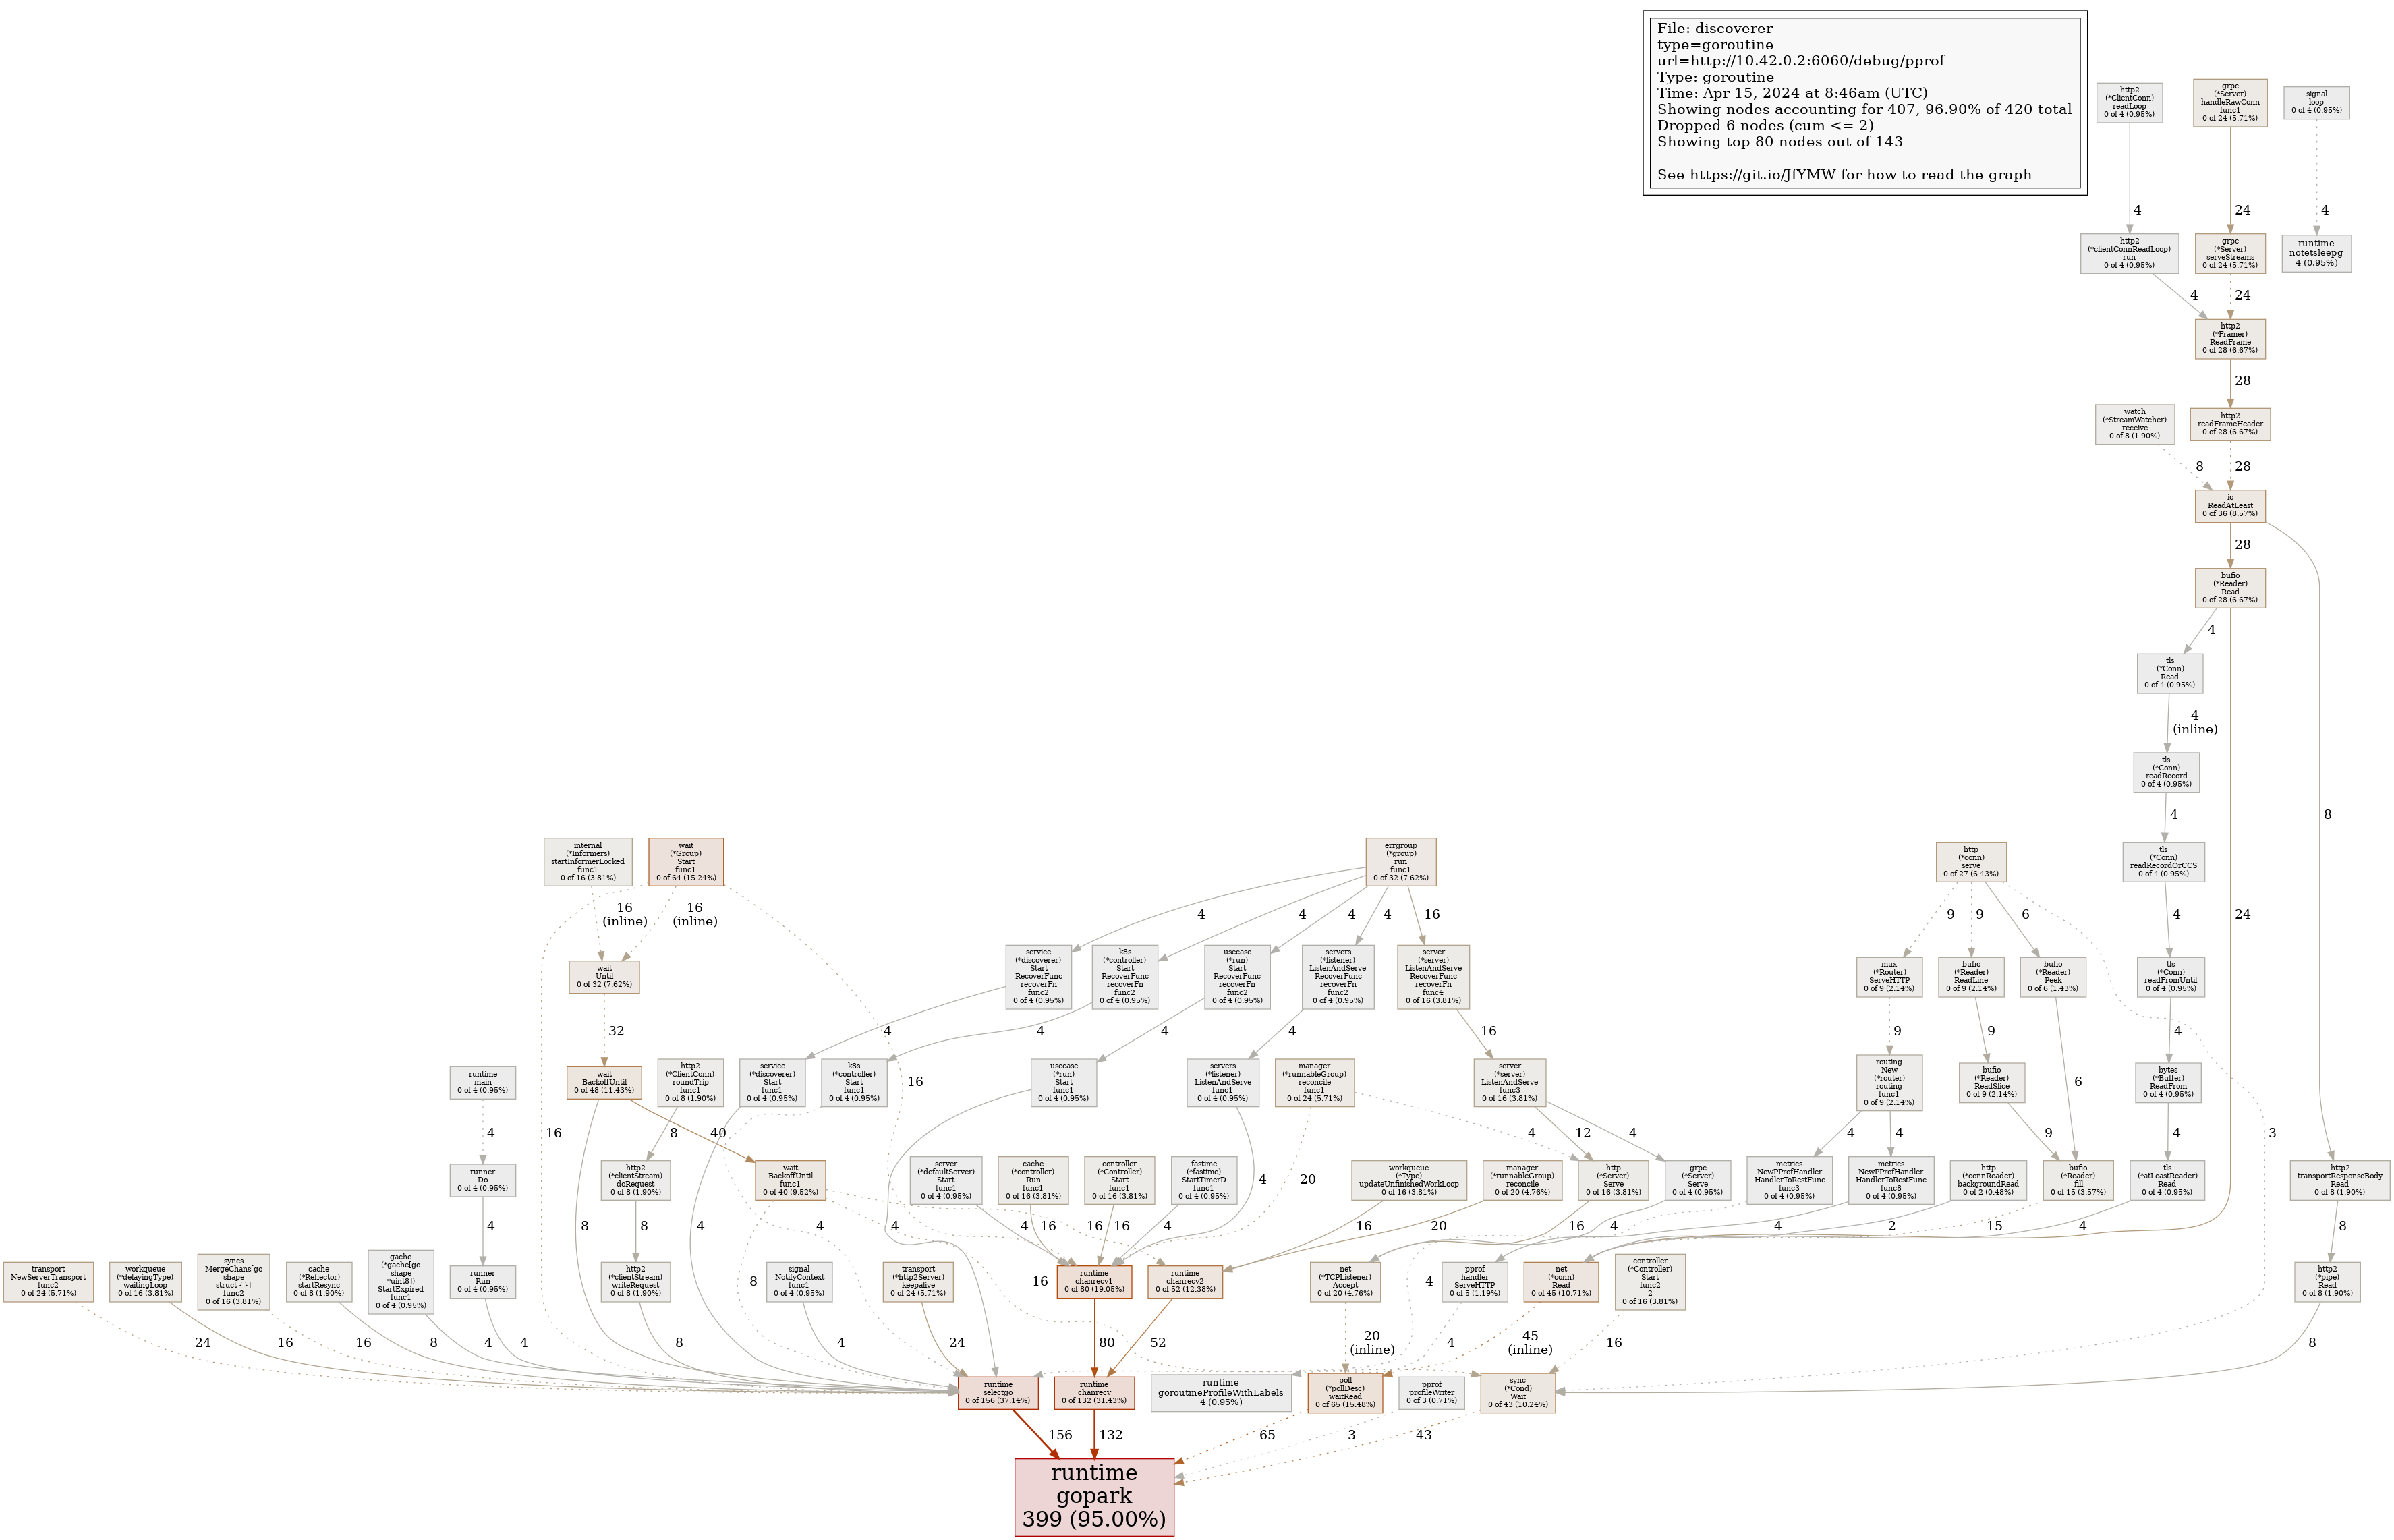 File: discoverer
type=goroutine
url=http://10.42.0.2:6060/debug/pprof
Type: goroutine
Time: Apr 15, 2024 at 8:46am (UTC)
Showing nodes accounting for 407, 96.90% of 420 total
Dropped 6 nodes (cum <= 2)
Showing top 80 nodes out of 143
See https://git.io/JfYMW for how to read the graph
http2
(*ClientConn)
readLoop
0 of 4 (0.95%)
grpc
(*Server)
handleRawConn
func1
0 of 24 (5.71%)
signal
loop
0 of 4 (0.95%)
4
24
4
http2
(*clientConnReadLoop)
run
0 of 4 (0.95%)
grpc
(*Server)
serveStreams
0 of 24 (5.71%)
runtime
notetsleepg
4 (0.95%)
4
24
http2
(*Framer)
ReadFrame
0 of 28 (6.67%)
28
watch
(*StreamWatcher)
receive
0 of 8 (1.90%)
http2
readFrameHeader
0 of 28 (6.67%)
8
28
io
ReadAtLeast
0 of 36 (8.57%)
28
8
bufio
(*Reader)
Read
0 of 28 (6.67%)
4
24
tls
(*Conn)
Read
0 of 4 (0.95%)
4
(inline)
tls
(*Conn)
readRecord
0 of 4 (0.95%)
4
internal
(*Informers)
startInformerLocked
func1
0 of 16 (3.81%)
wait
(*Group)
Start
func1
0 of 64 (15.24%)
errgroup
(*group)
run
func1
0 of 32 (7.62%)
http
(*conn)
serve
0 of 27 (6.43%)
tls
(*Conn)
readRecordOrCCS
0 of 4 (0.95%)
16
(inline)
16
(inline)
4
4
4
4
16
9
9
6
4
wait
Until
0 of 32 (7.62%)
service
(*discoverer)
Start
RecoverFunc
recoverFn
func2
0 of 4 (0.95%)
k8s
(*controller)
Start
RecoverFunc
recoverFn
func2
0 of 4 (0.95%)
usecase
(*run)
Start
RecoverFunc
recoverFn
func2
0 of 4 (0.95%)
servers
(*listener)
ListenAndServe
RecoverFunc
recoverFn
func2
0 of 4 (0.95%)
server
(*server)
ListenAndServe
RecoverFunc
recoverFn
func4
0 of 16 (3.81%)
mux
(*Router)
ServeHTTP
0 of 9 (2.14%)
bufio
(*Reader)
ReadLine
0 of 9 (2.14%)
bufio
(*Reader)
Peek
0 of 6 (1.43%)
tls
(*Conn)
readFromUntil
0 of 4 (0.95%)
32
4
4
4
4
16
9
9
4
runtime
main
0 of 4 (0.95%)
wait
BackoffUntil
0 of 48 (11.43%)
http2
(*ClientConn)
roundTrip
func1
0 of 8 (1.90%)
service
(*discoverer)
Start
func1
0 of 4 (0.95%)
k8s
(*controller)
Start
func1
0 of 4 (0.95%)
16
usecase
(*run)
Start
func1
0 of 4 (0.95%)
servers
(*listener)
ListenAndServe
func1
0 of 4 (0.95%)
manager
(*runnableGroup)
reconcile
func1
0 of 24 (5.71%)
server
(*server)
ListenAndServe
func3
0 of 16 (3.81%)
routing
New
(*router)
routing
func1
0 of 9 (2.14%)
bufio
(*Reader)
ReadSlice
0 of 9 (2.14%)
6
bytes
(*Buffer)
ReadFrom
0 of 4 (0.95%)
4
16
8
40
4
12
4
4
4
9
3
4
runner
Do
0 of 4 (0.95%)
http2
(*clientStream)
doRequest
0 of 8 (1.90%)
8
4
wait
BackoffUntil
func1
0 of 40 (9.52%)
server
(*defaultServer)
Start
func1
0 of 4 (0.95%)
cache
(*controller)
Run
func1
0 of 16 (3.81%)
controller
(*Controller)
Start
func1
0 of 16 (3.81%)
fastime
(*fastime)
StartTimerD
func1
0 of 4 (0.95%)
4
20
workqueue
(*Type)
updateUnfinishedWorkLoop
0 of 16 (3.81%)
manager
(*runnableGroup)
reconcile
0 of 20 (4.76%)
http
(*Server)
Serve
0 of 16 (3.81%)
grpc
(*Server)
Serve
0 of 4 (0.95%)
metrics
NewPProfHandler
HandlerToRestFunc
func3
0 of 4 (0.95%)
metrics
NewPProfHandler
HandlerToRestFunc
func8
0 of 4 (0.95%)
http
(*connReader)
backgroundRead
0 of 2 (0.48%)
bufio
(*Reader)
fill
0 of 15 (3.57%)
tls
(*atLeastReader)
Read
0 of 4 (0.95%)
http2
transportResponseBody
Read
0 of 8 (1.90%)
4
8
4
4
16
4
16
16
4
16
20
16
4
4
2
15
4
8
transport
NewServerTransport
func2
0 of 24 (5.71%)
workqueue
(*delayingType)
waitingLoop
0 of 16 (3.81%)
syncs
MergeChans[go
shape
struct {}]
func2
0 of 16 (3.81%)
cache
(*Reflector)
startResync
0 of 8 (1.90%)
gache
(*gache[go
shape
*uint8])
StartExpired
func1
0 of 4 (0.95%)
runner
Run
0 of 4 (0.95%)
http2
(*clientStream)
writeRequest
0 of 8 (1.90%)
8
signal
NotifyContext
func1
0 of 4 (0.95%)
transport
(*http2Server)
keepalive
0 of 24 (5.71%)
16
runtime
chanrecv1
0 of 80 (19.05%)
runtime
chanrecv2
0 of 52 (12.38%)
net
(*TCPListener)
Accept
0 of 20 (4.76%)
4
pprof
handler
ServeHTTP
0 of 5 (1.19%)
net
(*conn)
Read
0 of 45 (10.71%)
controller
(*Controller)
Start
func2
2
0 of 16 (3.81%)
http2
(*pipe)
Read
0 of 8 (1.90%)
24
16
16
8
4
4
8
4
24
80
52
20
(inline)
4
45
(inline)
16
8
runtime
selectgo
0 of 156 (37.14%)
runtime
chanrecv
0 of 132 (31.43%)
runtime
goroutineProfileWithLabels
4 (0.95%)
poll
(*pollDesc)
waitRead
0 of 65 (15.48%)
pprof
profileWriter
0 of 3 (0.71%)
sync
(*Cond)
Wait
0 of 43 (10.24%)
156
132
65
3
43
runtime
gopark
399 (95.00%)